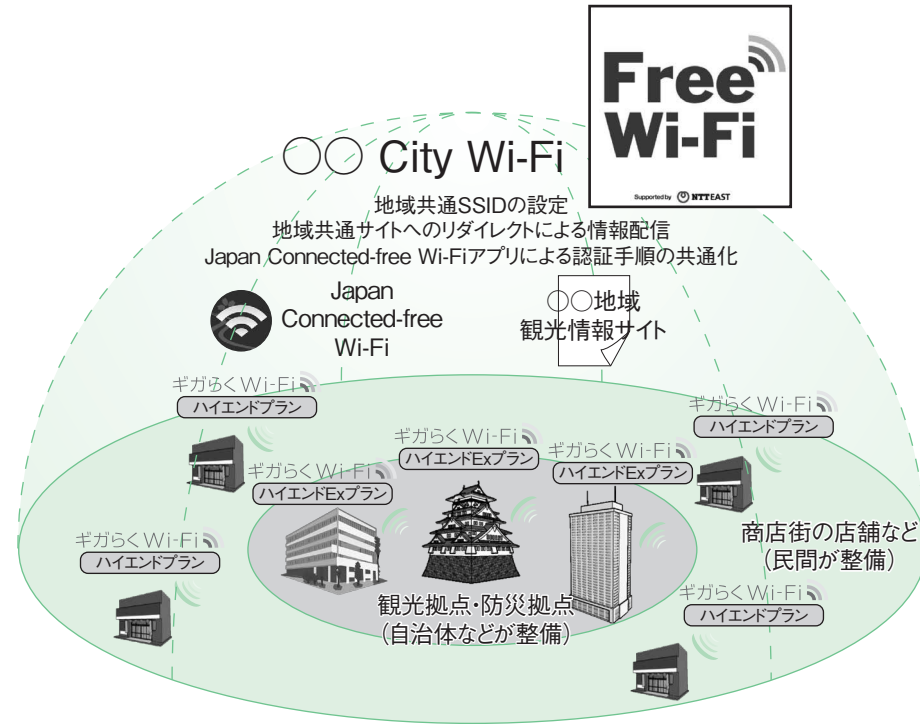 Free
Wi-Fi
Supported by NTT EAST
○○ City Wi-Fi
地域共通SSIDの設定
地域共通サイトへのリダイレクトによる情報配信
Japan Connected-free Wi-Fiアプリによる認証手順の共通化
Japan
Connected-free
Wi-Fi
○○地域
観光情報サイト
ギガらくWi-Fi
ハイエンドプラン
ギガらくWi-Fi
ハイエンドプラン
ギガらくWi-Fi
ハイエンドExプラン
ギガらくWi-Fi
ハイエンドExプラン
ギガらくWi-Fi
ハイエンドExプラン
ギガらくWi-Fi
ハイエンドプラン
商店街の店舗など
（民間が整備）
観光拠点・防災拠点
（自治体などが整備）
ギガらくWi-Fi
ハイエンドプラン